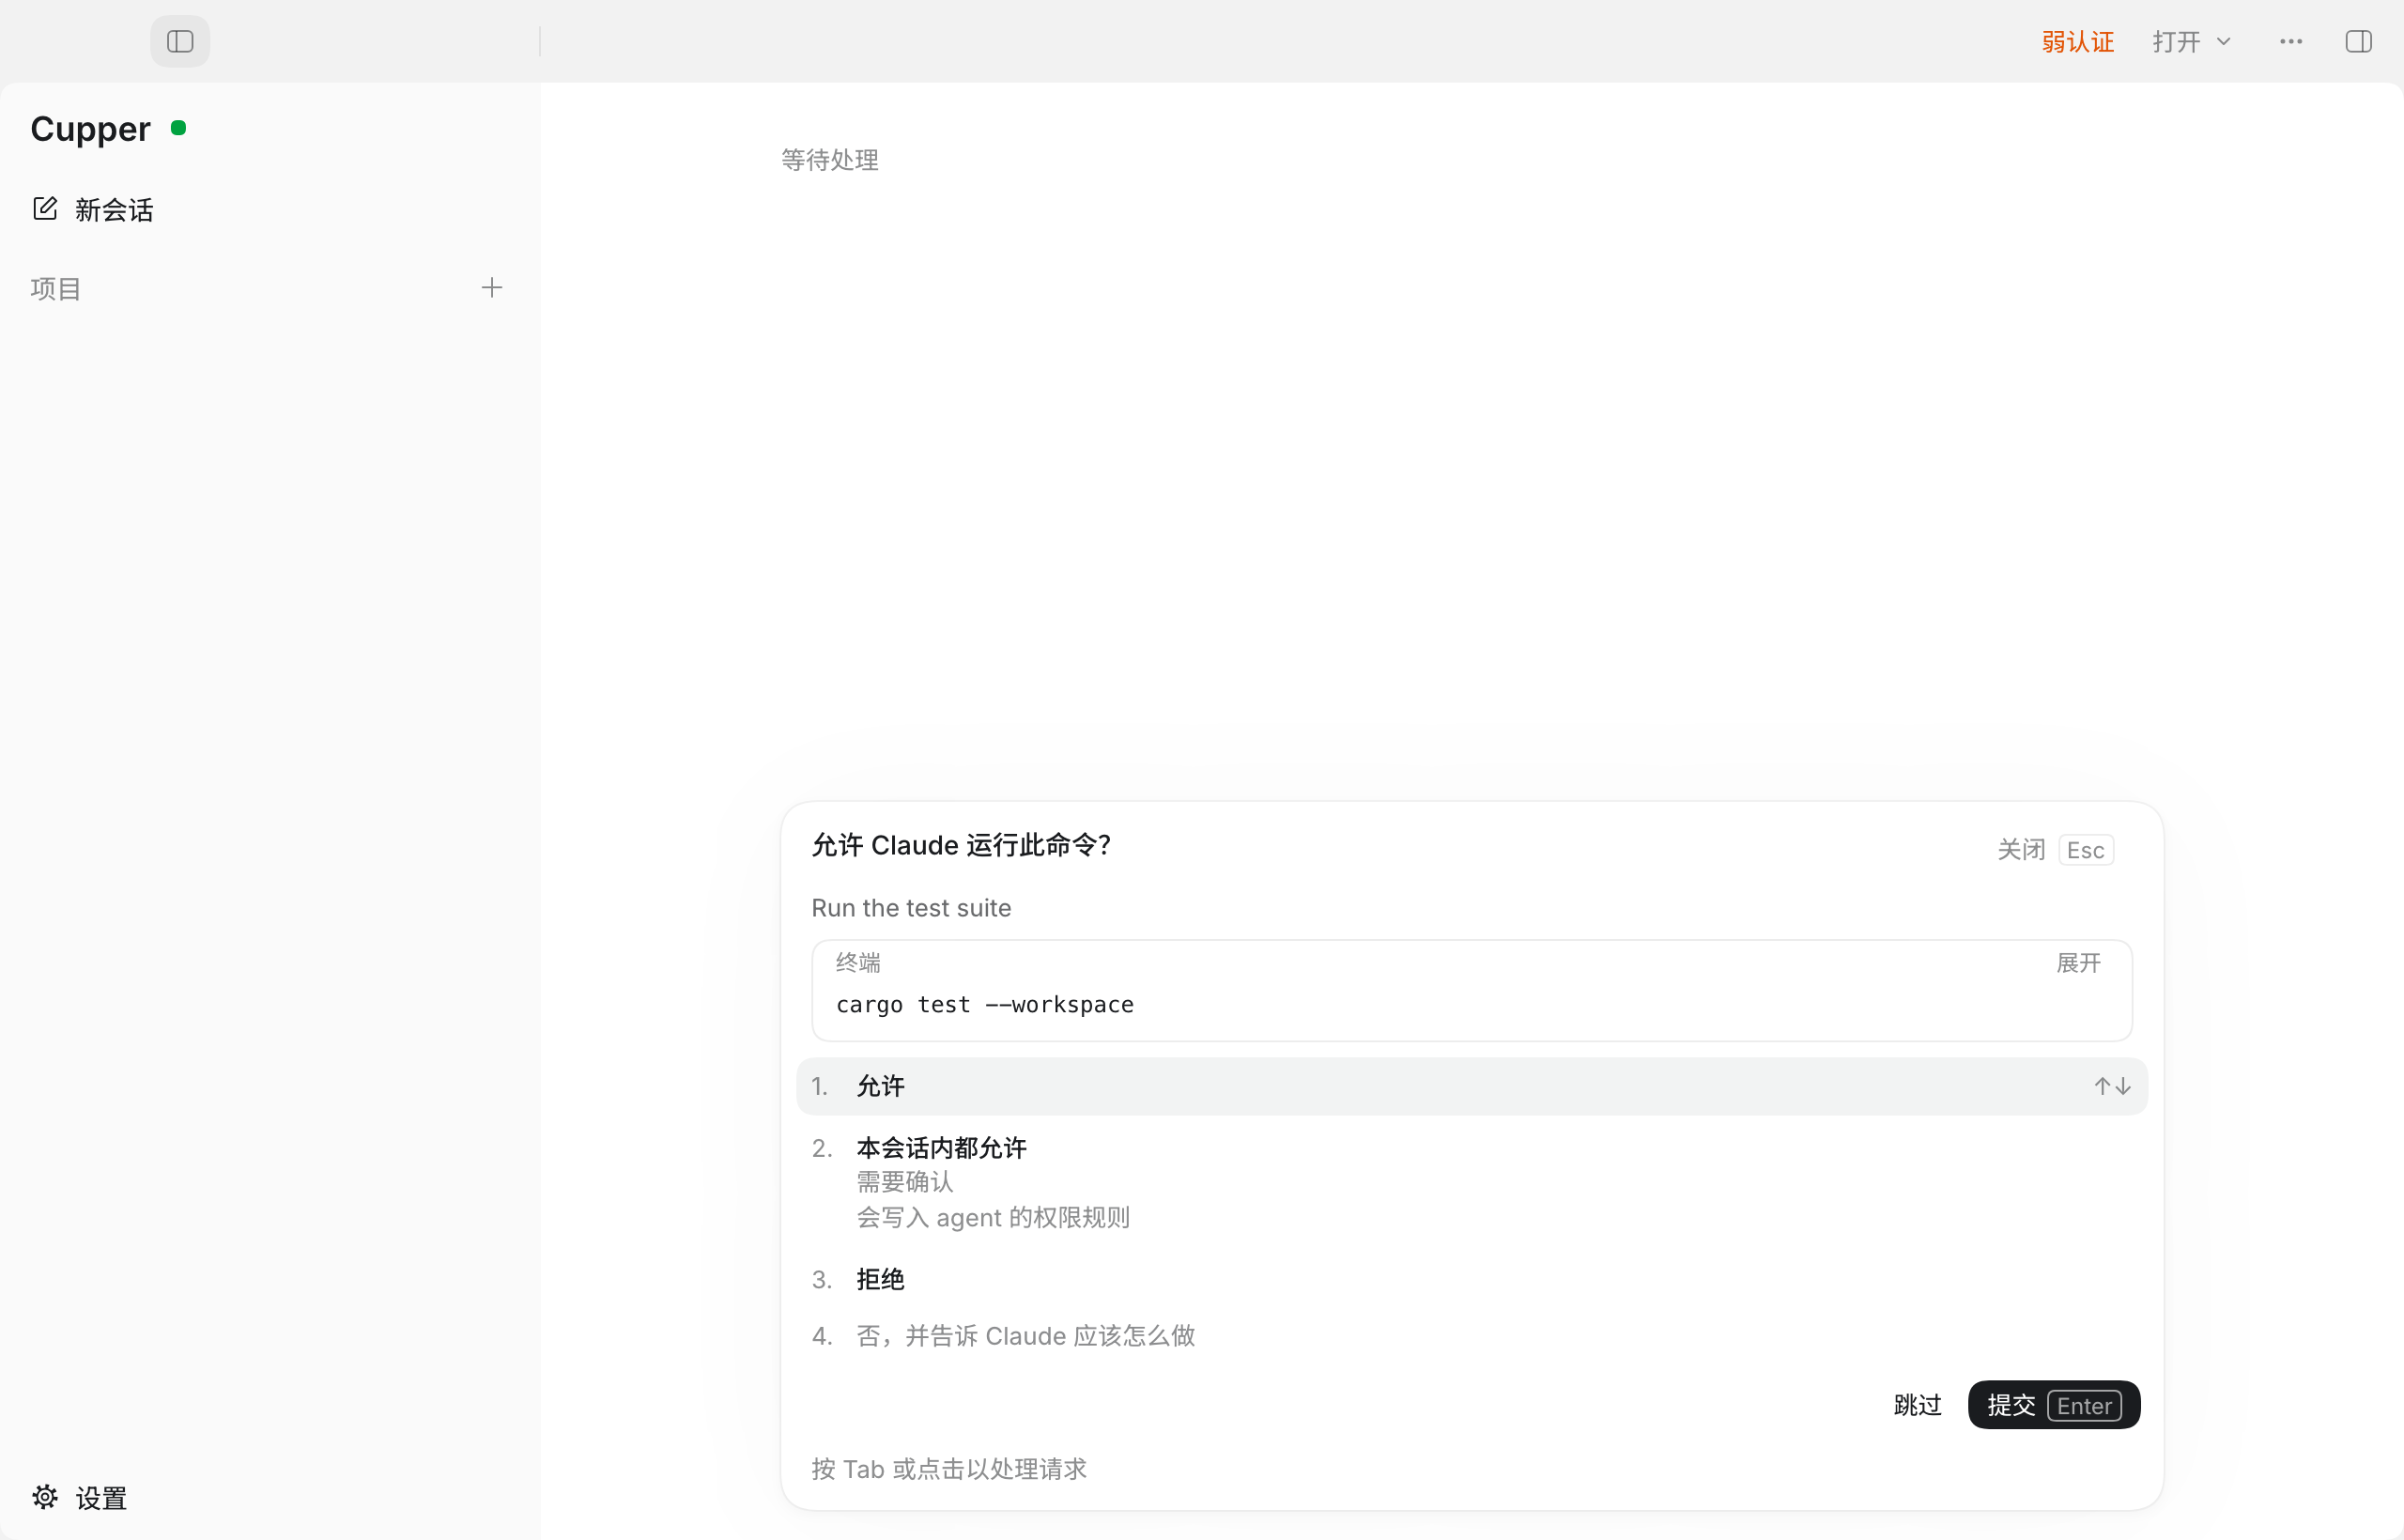 弱认证
打开
Cupper
新会话
项目
设置
等待处理
允许 Claude 运行此命令?
关闭 Esc
Run the test suite
终端
展开
cargo test --workspace
1. 允许 ↑↓
2. 本会话内都允许
需要确认
会写入 agent 的权限规则
3. 拒绝
4. 否，并告诉 Claude 应该怎么做
跳过
提交 Enter
按 Tab 或点击以处理请求